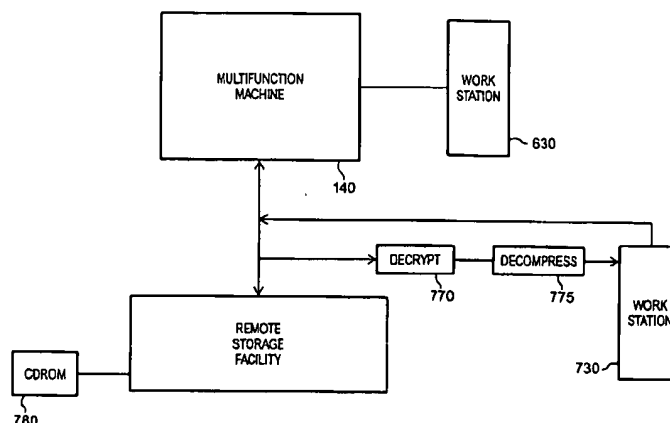 MULTIFUNCTION
MACHINE
140
WORK
STATION
630
DECRYPT
770
DECOMPRESS
775
WORK
STATION
730
REMOTE
STORAGE
FACILITY
CDROM
780